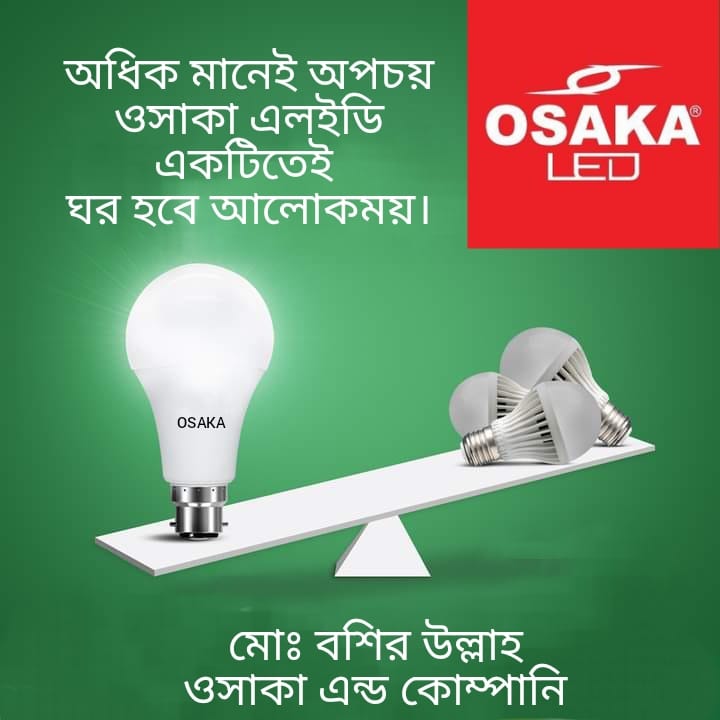 অধিক মানেই অপচয়
ওসাকা এলইডি
একটিতেই
ঘর হবে আলোকময়।
OSAKA®
LED
OSAKA
মোঃ বশির উল্লাহ
ওসাকা এন্ড কোম্পানি